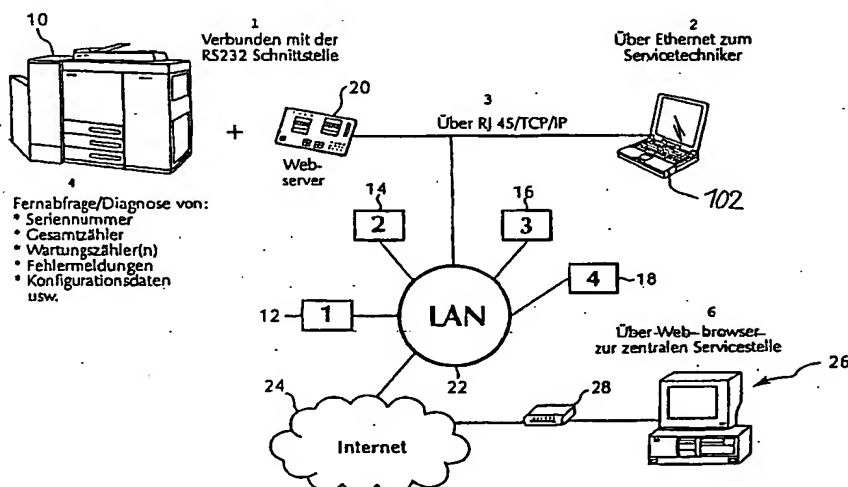 10
1
Verbunden mit der
RS232 Schnittstelle
2
Über Ethernet zum
Servicetechniker
20
+
3
Über RJ 45/TCP/IP
Web-
server
102
4
Fernabfrage/Diagnose von:
* Seriennummer
* Gesamtzähler
* Wartungszähler(n)
* Fehlermeldungen
* Konfigurationsdaten
usw.
14
2
16
3
12
1
LAN
4
18
22
6
Über-Web-browser
zur zentralen Servicestelle
26
24
Internet
28